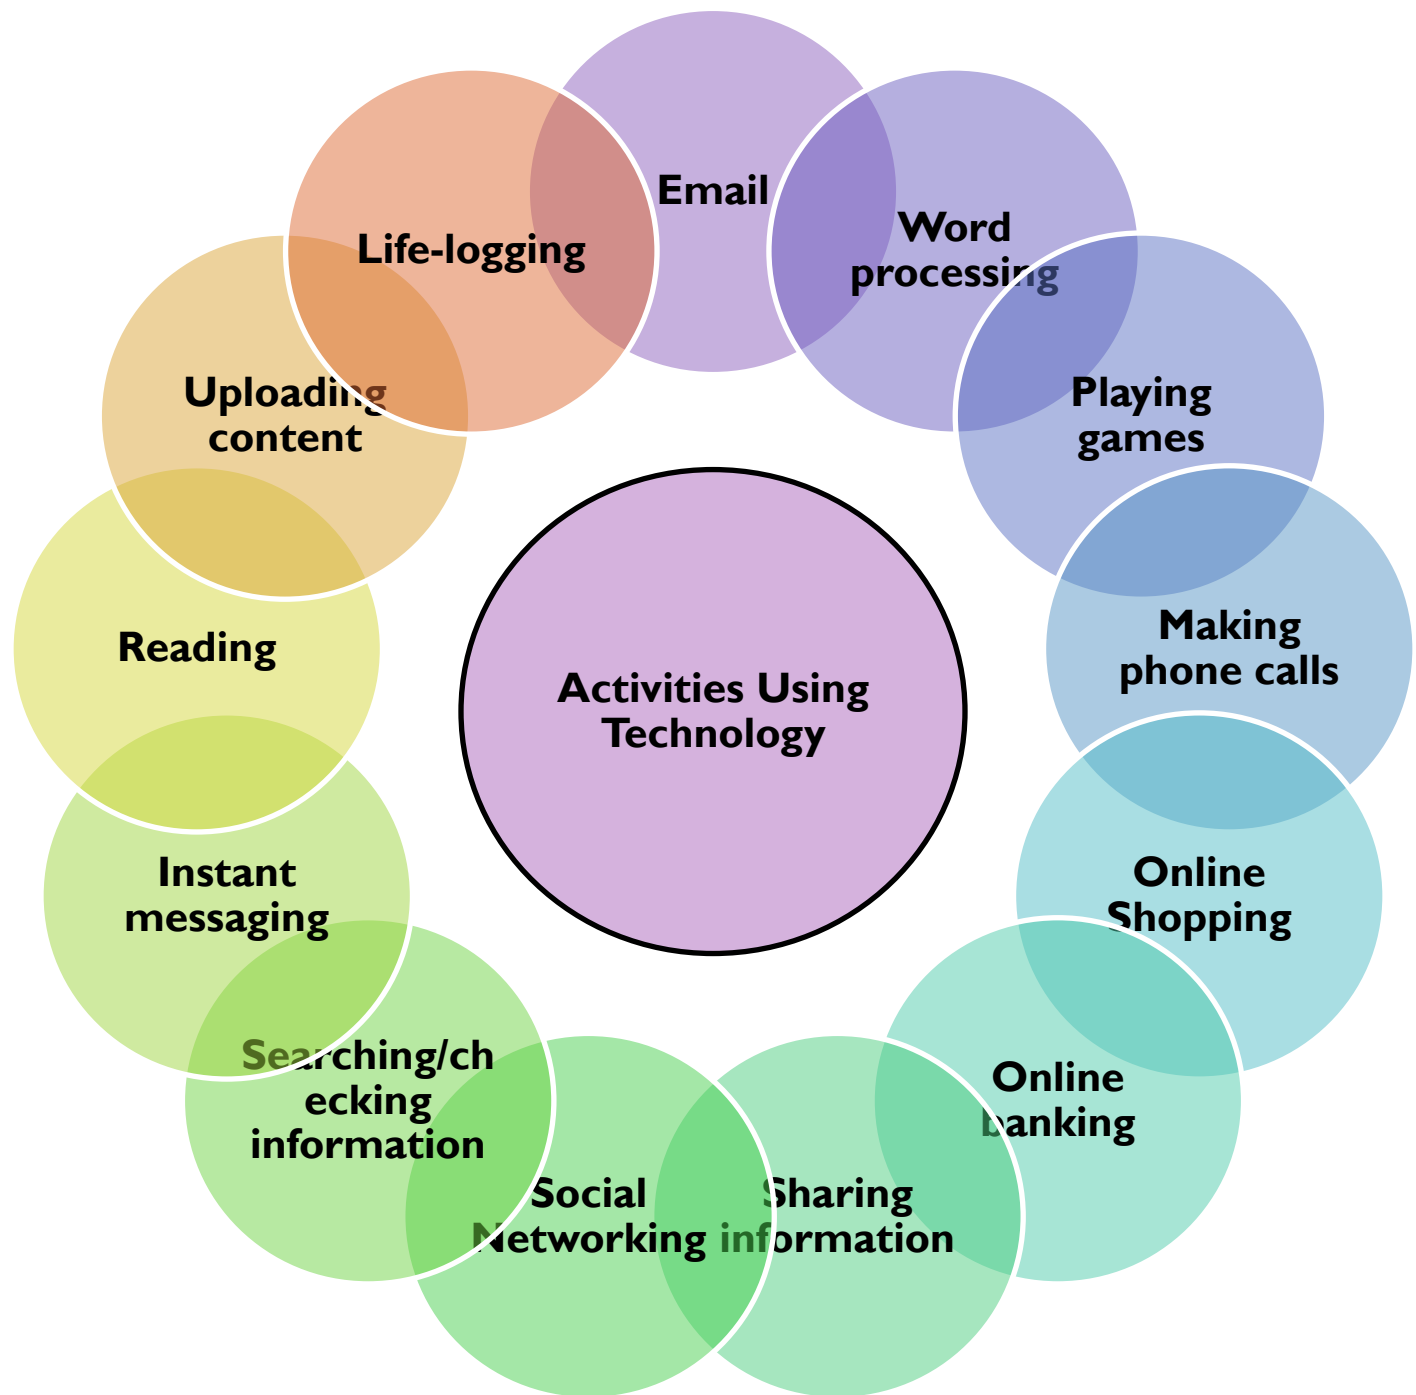 Email
Word
processing
Playing
games
Making
phone calls
Online
Shopping
Online
banking
Sharing
information
Social
Networking
Searching/ch
ecking
information
Instant
messaging
Reading
Uploading
content
Life-logging
Activities Using
Technology